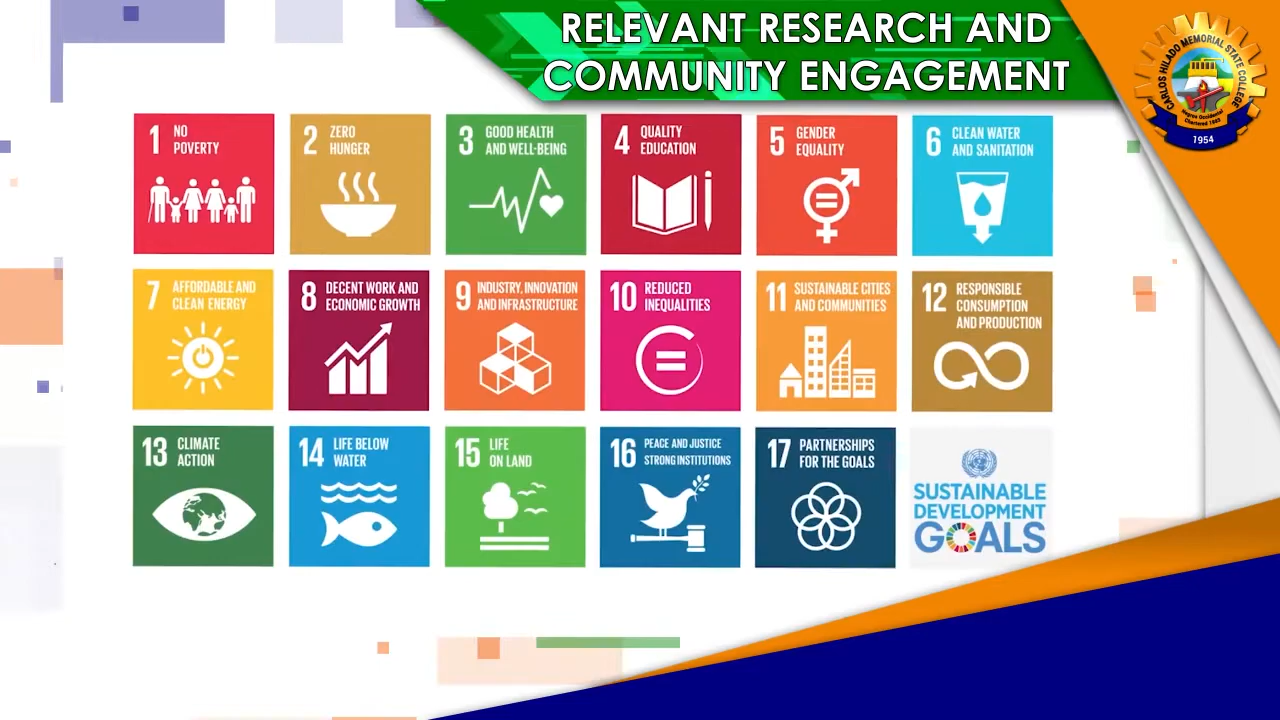 RELEVANT RESEARCH AND
COMMUNITY ENGAGEMENT
CARLOS HILADO MEMORIAL STATE COLLEGE
Negros Occidental
Chartered 1983
1954
1 NO
POVERTY
2 ZERO
HUNGER
3 GOOD HEALTH
AND WELL-BEING
4 QUALITY
EDUCATION
5 GENDER
EQUALITY
6 CLEAN WATER
AND SANITATION
7 AFFORDABLE AND
CLEAN ENERGY
8 DECENT WORK AND
ECONOMIC GROWTH
9 INDUSTRY, INNOVATION
AND INFRASTRUCTURE
10 REDUCED
INEQUALITIES
11 SUSTAINABLE CITIES
AND COMMUNITIES
12 RESPONSIBLE
CONSUMPTION
AND PRODUCTION
13 CLIMATE
ACTION
14 LIFE BELOW
WATER
15 LIFE
ON LAND
16 PEACE AND JUSTICE
STRONG INSTITUTIONS
17 PARTNERSHIPS
FOR THE GOALS
SUSTAINABLE
DEVELOPMENT
GOALS